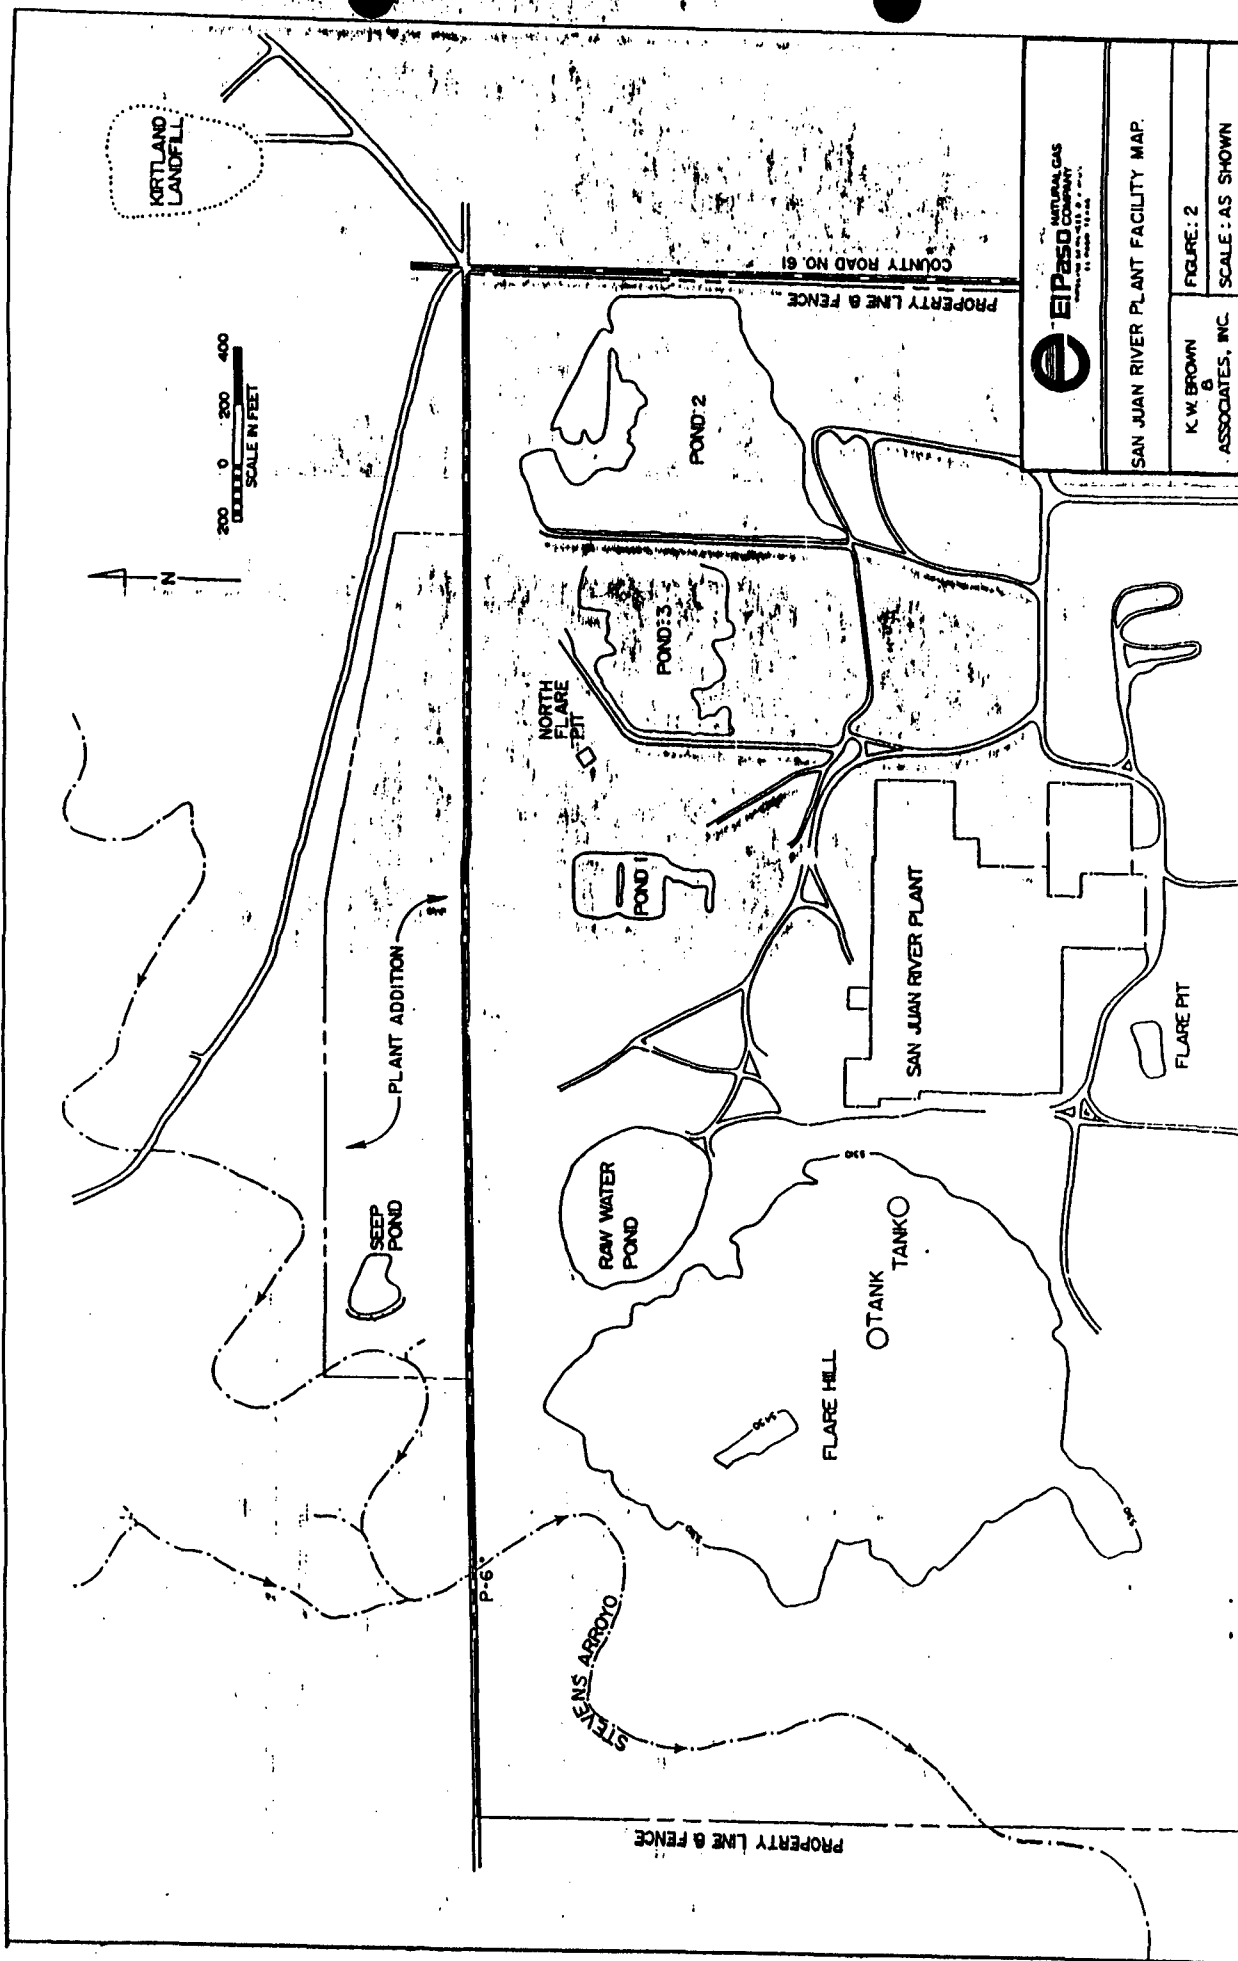 KIRTLAND
LANDFILL
200 0 200 400
SCALE IN FEET
N
COUNTY ROAD NO. 61
PROPERTY LINE & FENCE
PLANT ADDITION
SEEP
POND
NORTH
FLARE
PIT
POND 1
POND:3
POND:2
RAW WATER
POND
SAN JUAN RIVER PLANT
FLARE PIT
TANK
TANK
FLARE HILL
P-6
STEVENS ARROYO
PROPERTY LINE & FENCE
El Paso NATURAL GAS
COMPANY
SAN JUAN RIVER PLANT FACILITY MAP.
K.W. BROWN
&
ASSOCIATES, INC.
FIGURE: 2
SCALE: AS SHOWN